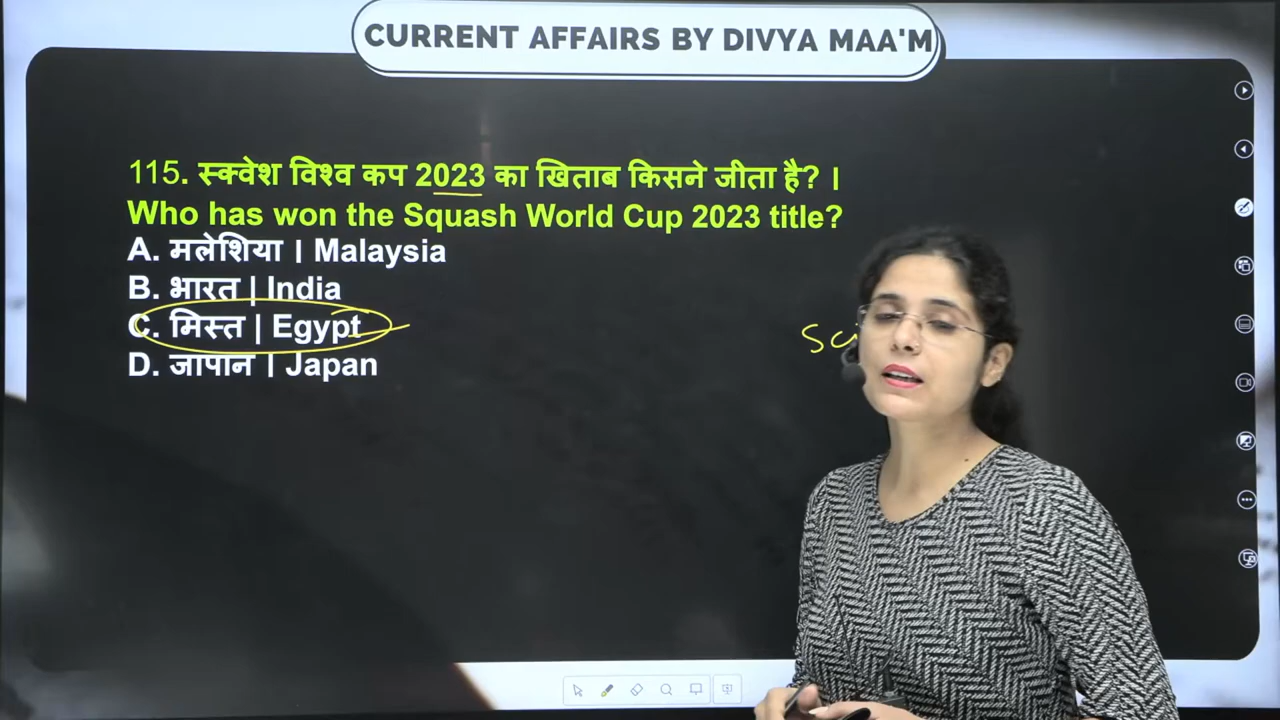 CURRENT AFFAIRS BY DIVYA MAA'M
115. स्क्वेश विश्व कप 2023 का खिताब किसने जीता है? |
Who has won the Squash World Cup 2023 title?
A. मलेशिया | Malaysia
B. भारत | India
C. मिस्त | Egypt
D. जापान | Japan